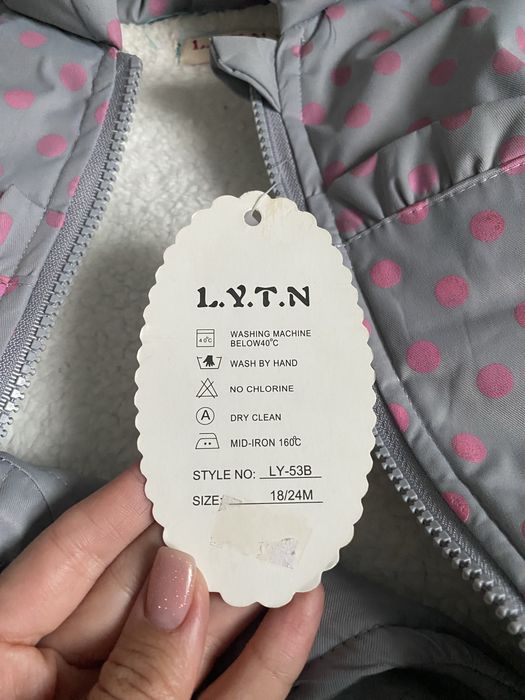 L.Y.T.N
40°C
WASHING MACHINE
BELOW40°C
WASH BY HAND
NO CHLORINE
A
DRY CLEAN
MID-IRON 160°C
STYLE NO: LY-53B
SIZE: 18/24M